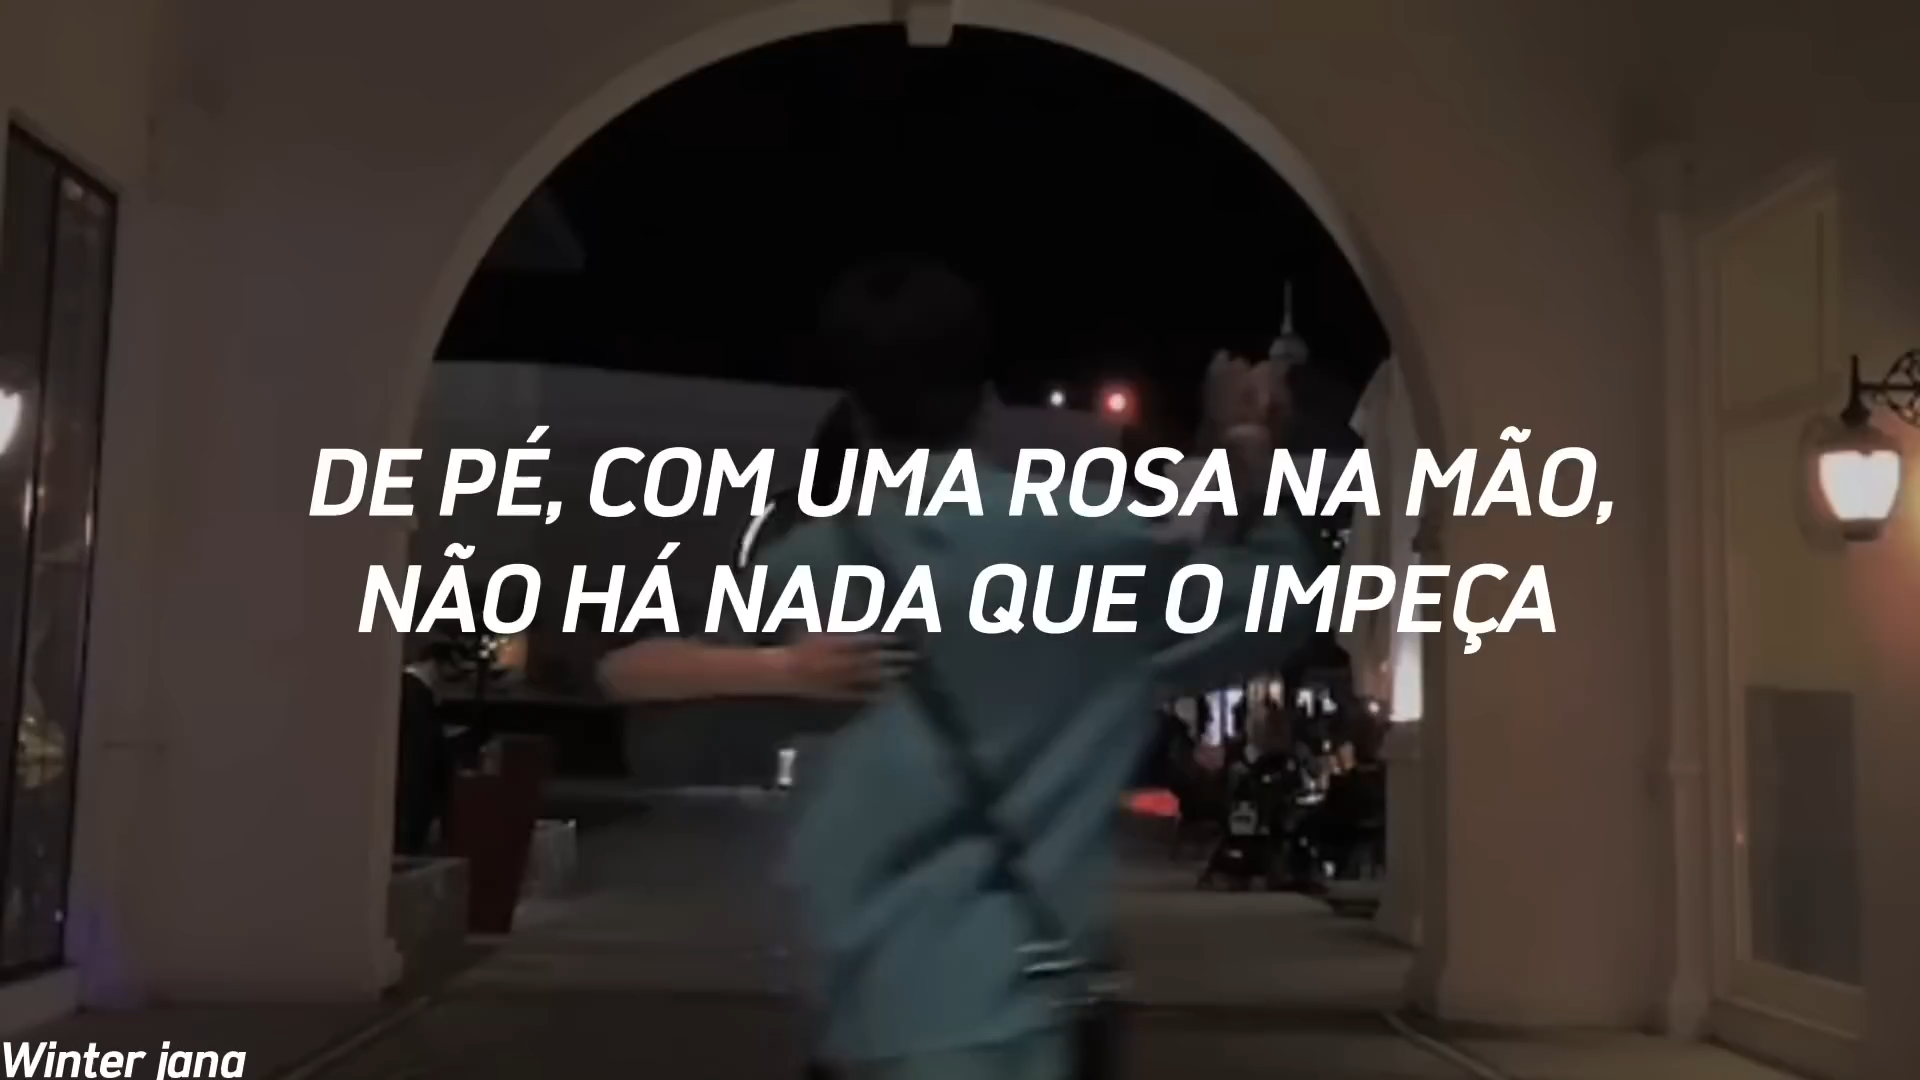 DE PÉ, COM UMA ROSA NA MÃO,
NÃO HÁ NADA QUE O IMPEÇA
Winter jana